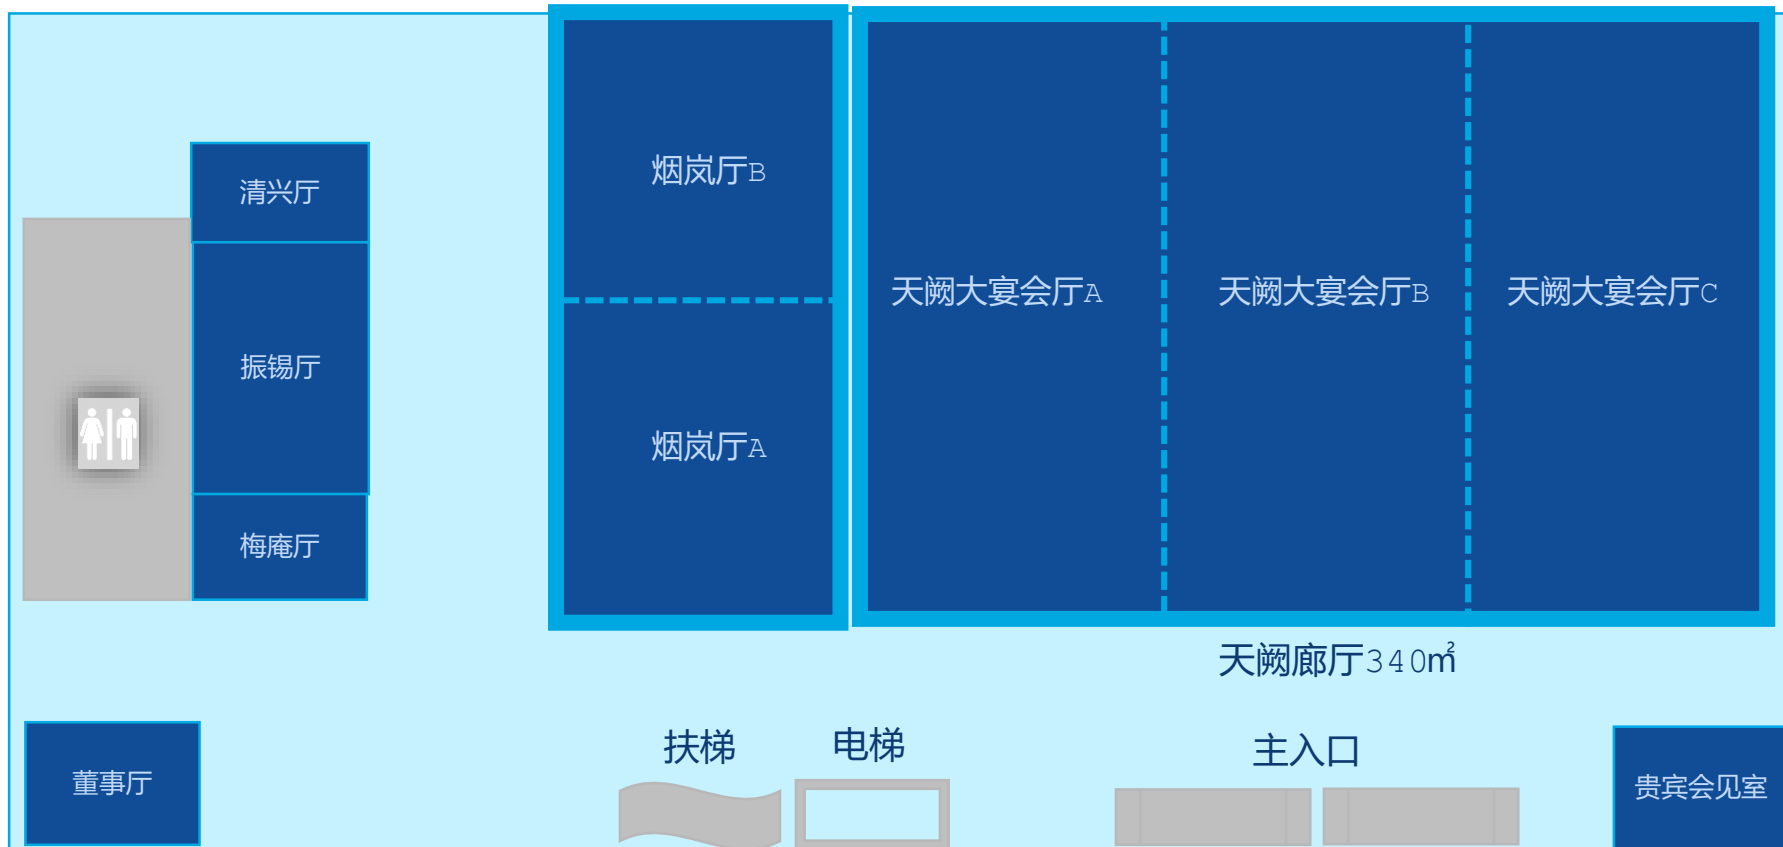 清兴厅
振锡厅
梅庵厅
烟岚厅B
烟岚厅A
天阙大宴会厅A
天阙大宴会厅B
天阙大宴会厅C
天阙廊厅340㎡
董事厅
扶梯
电梯
主入口
贵宾会见室